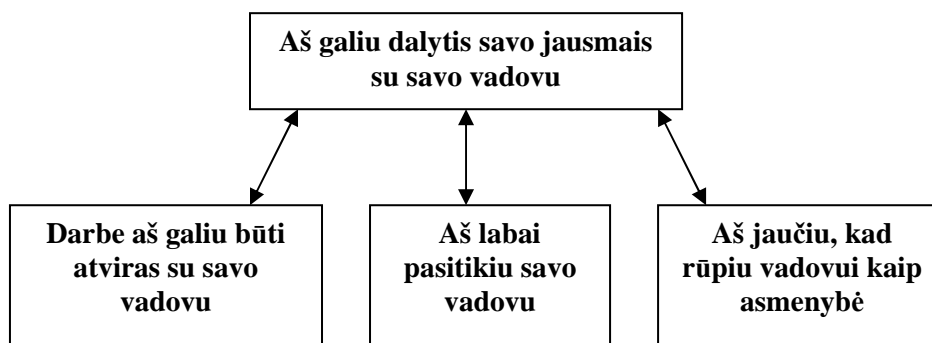 Aš galiu dalytis savo jausmais
su savo vadovu
Darbe aš galiu būti
atviras su savo
vadovu
Aš labai
pasitikiu savo
vadovu
Aš jaučiu, kad
rūpiu vadovui kaip
asmenybė